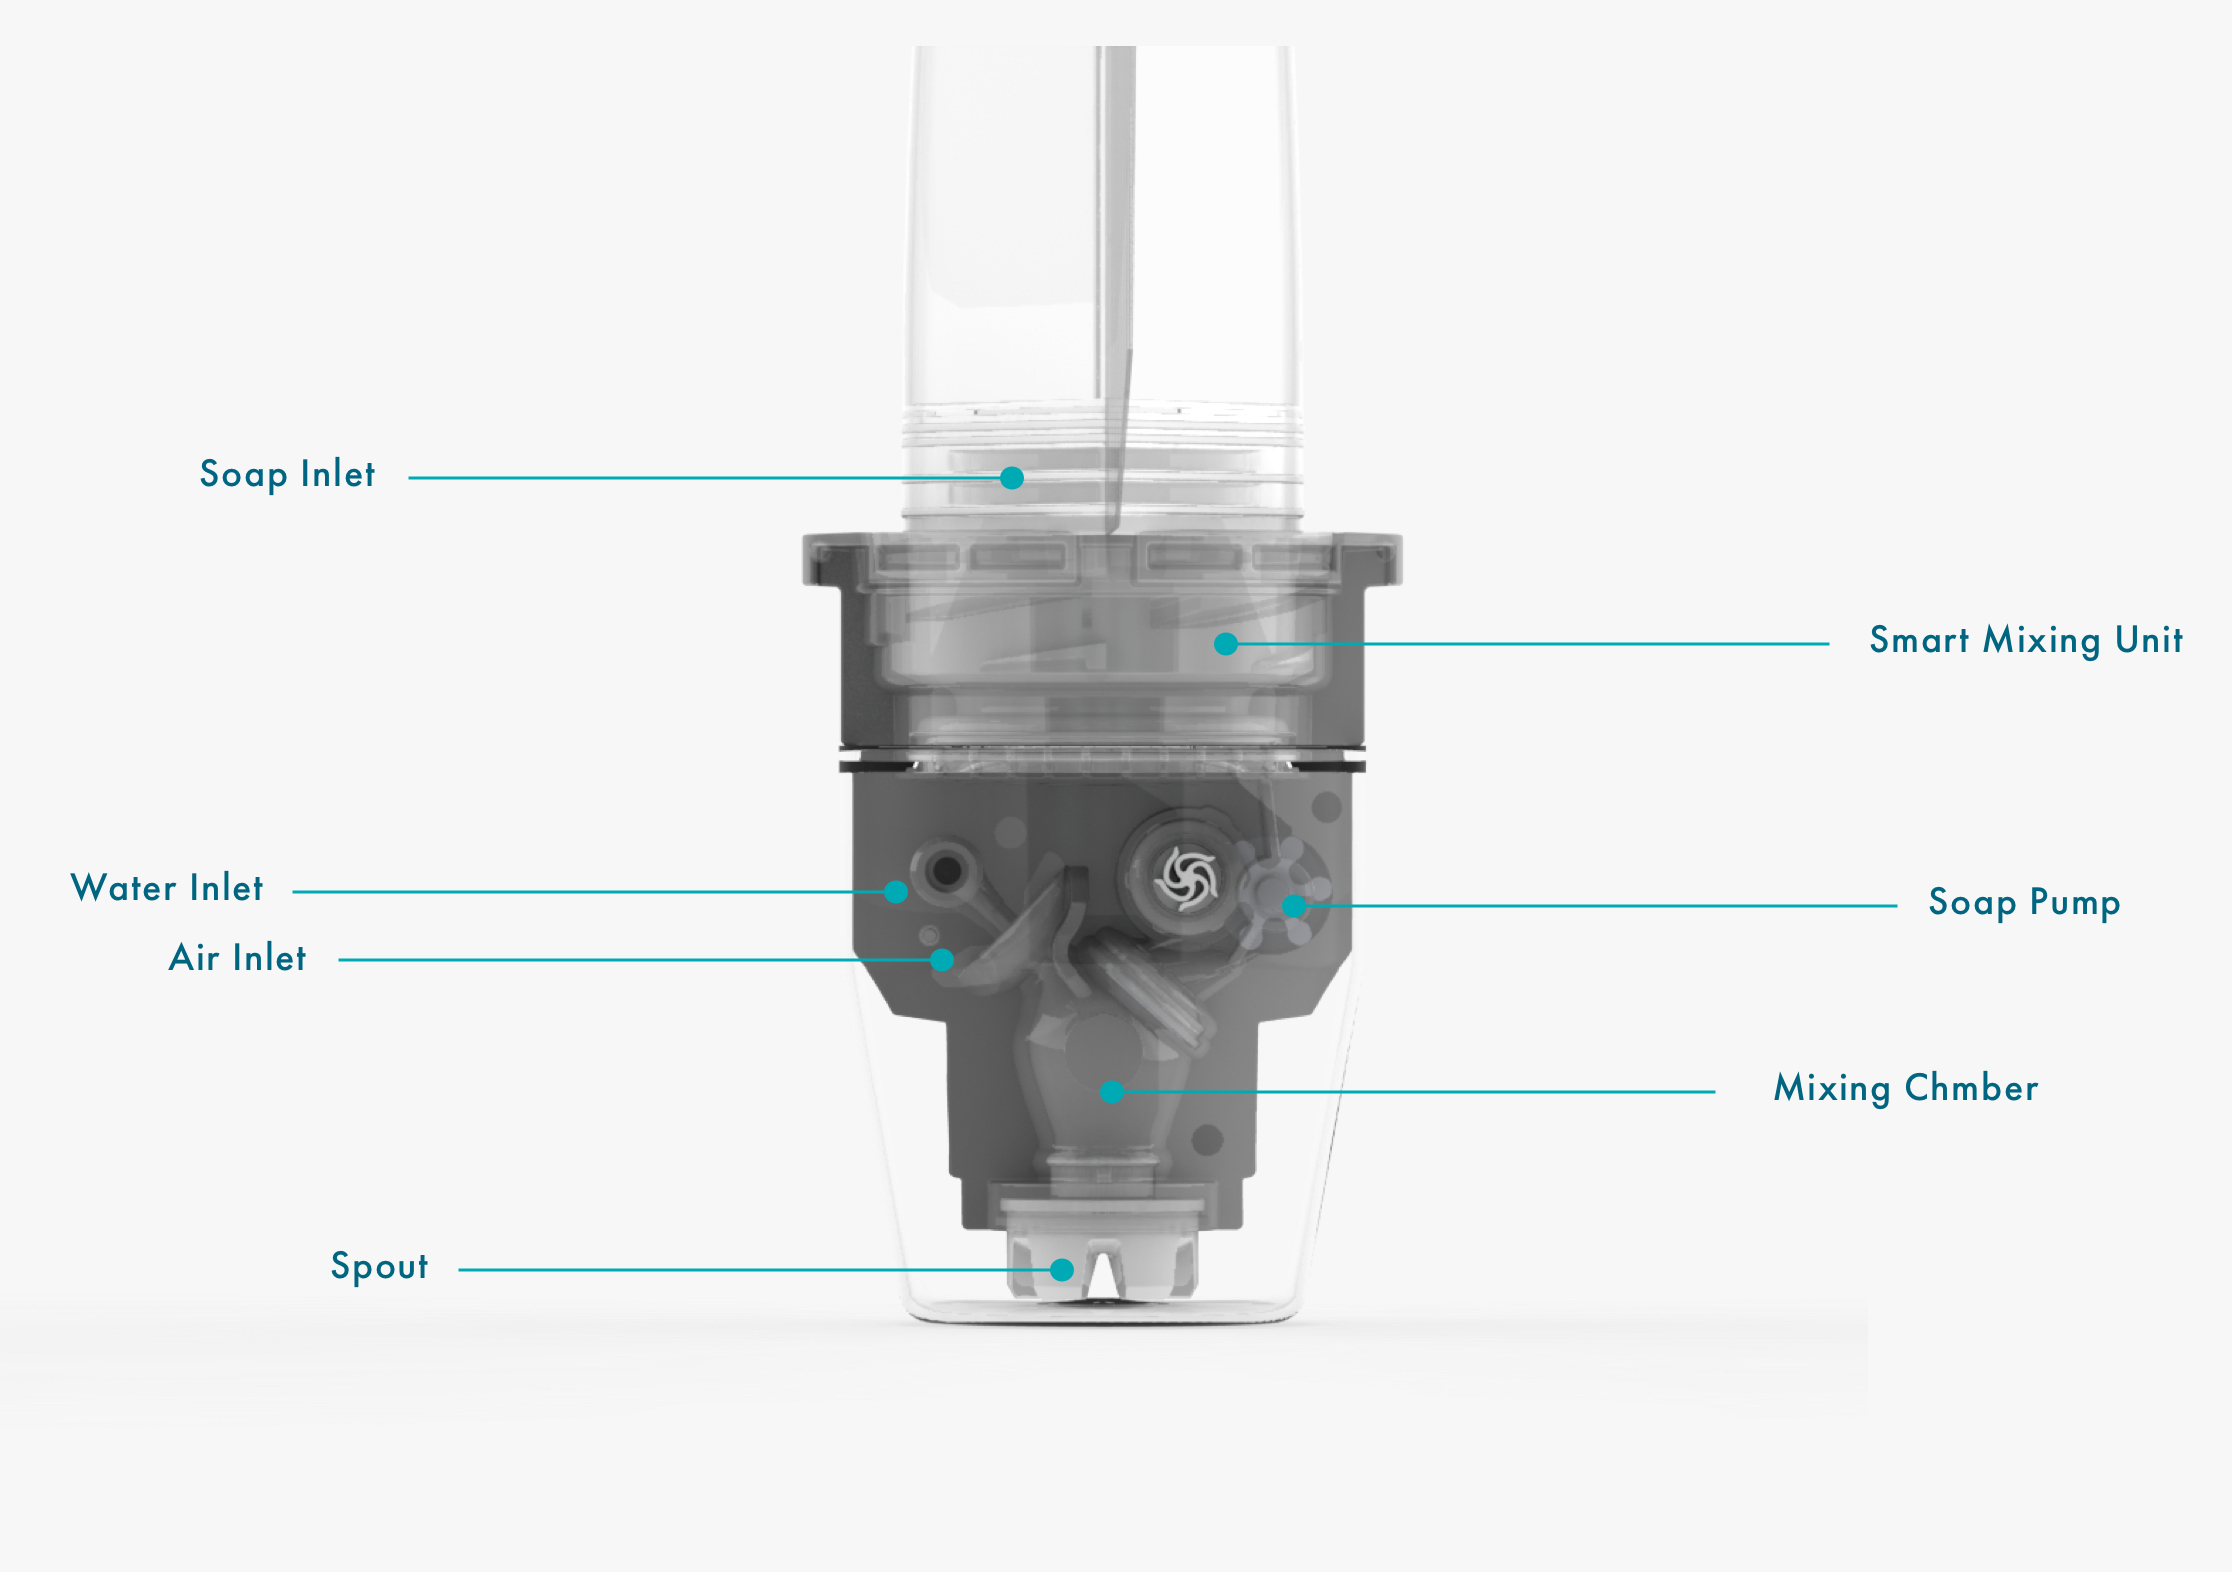 Soap Inlet
Smart Mixing Unit
Water Inlet
Soap Pump
Air Inlet
Mixing Chmber
Spout